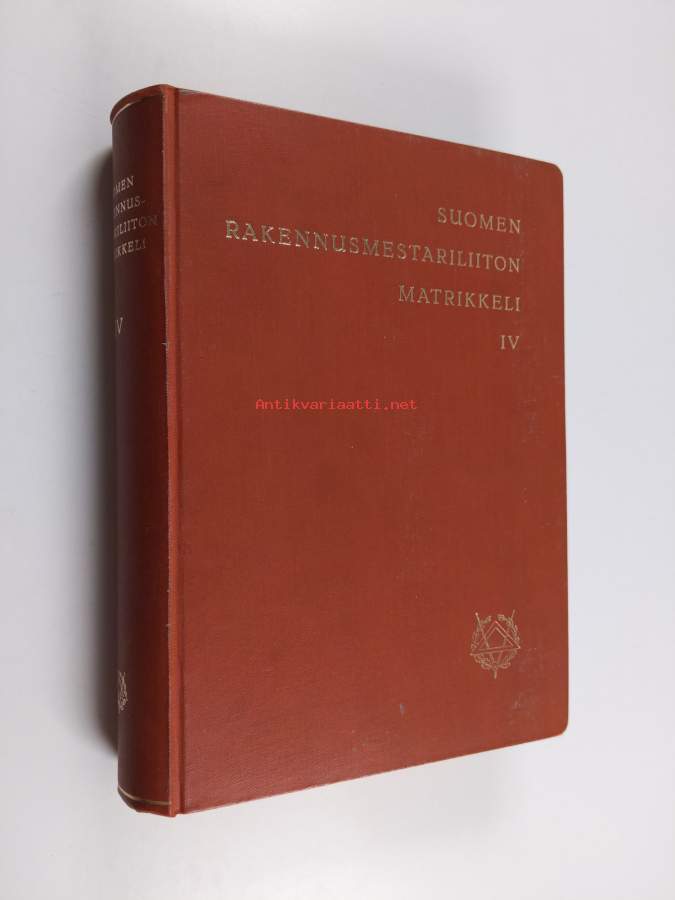 SUOMEN
RAKENNUSMESTARILIITON
MATRIKKELI
IV
Antikvariaatti.net
IV